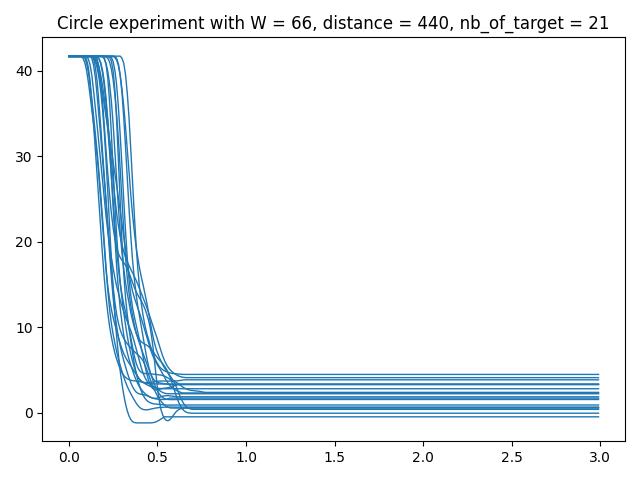 Circle experiment with W = 66, distance = 440, nb_of_target = 21
40
30
20
10
0
0.0 0.5 1.0 1.5 2.0 2.5 3.0